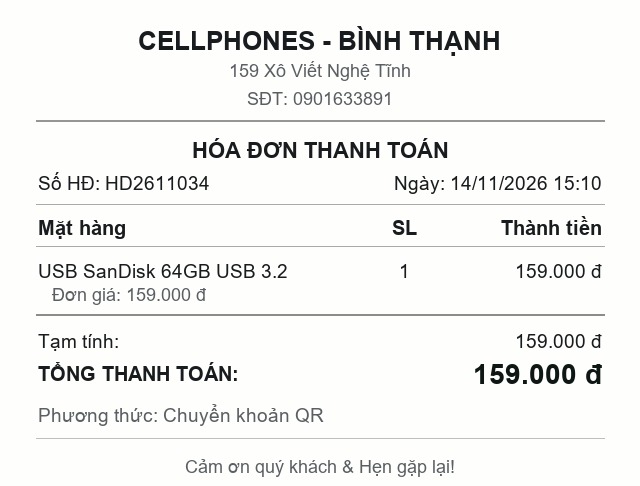 CELLPHONES - BÌNH THẠNH
159 Xô Viết Nghệ Tĩnh
SĐT: 0901633891
HÓA ĐƠN THANH TOÁN
Số HĐ: HD2611034 Ngày: 14/11/2026 15:10
Mặt hàng SL Thành tiền
USB SanDisk 64GB USB 3.2 1 159.000 đ
Đơn giá: 159.000 đ
Tạm tính: 159.000 đ
TỔNG THANH TOÁN: 159.000 đ
Phương thức: Chuyển khoản QR
Cảm ơn quý khách & Hẹn gặp lại!